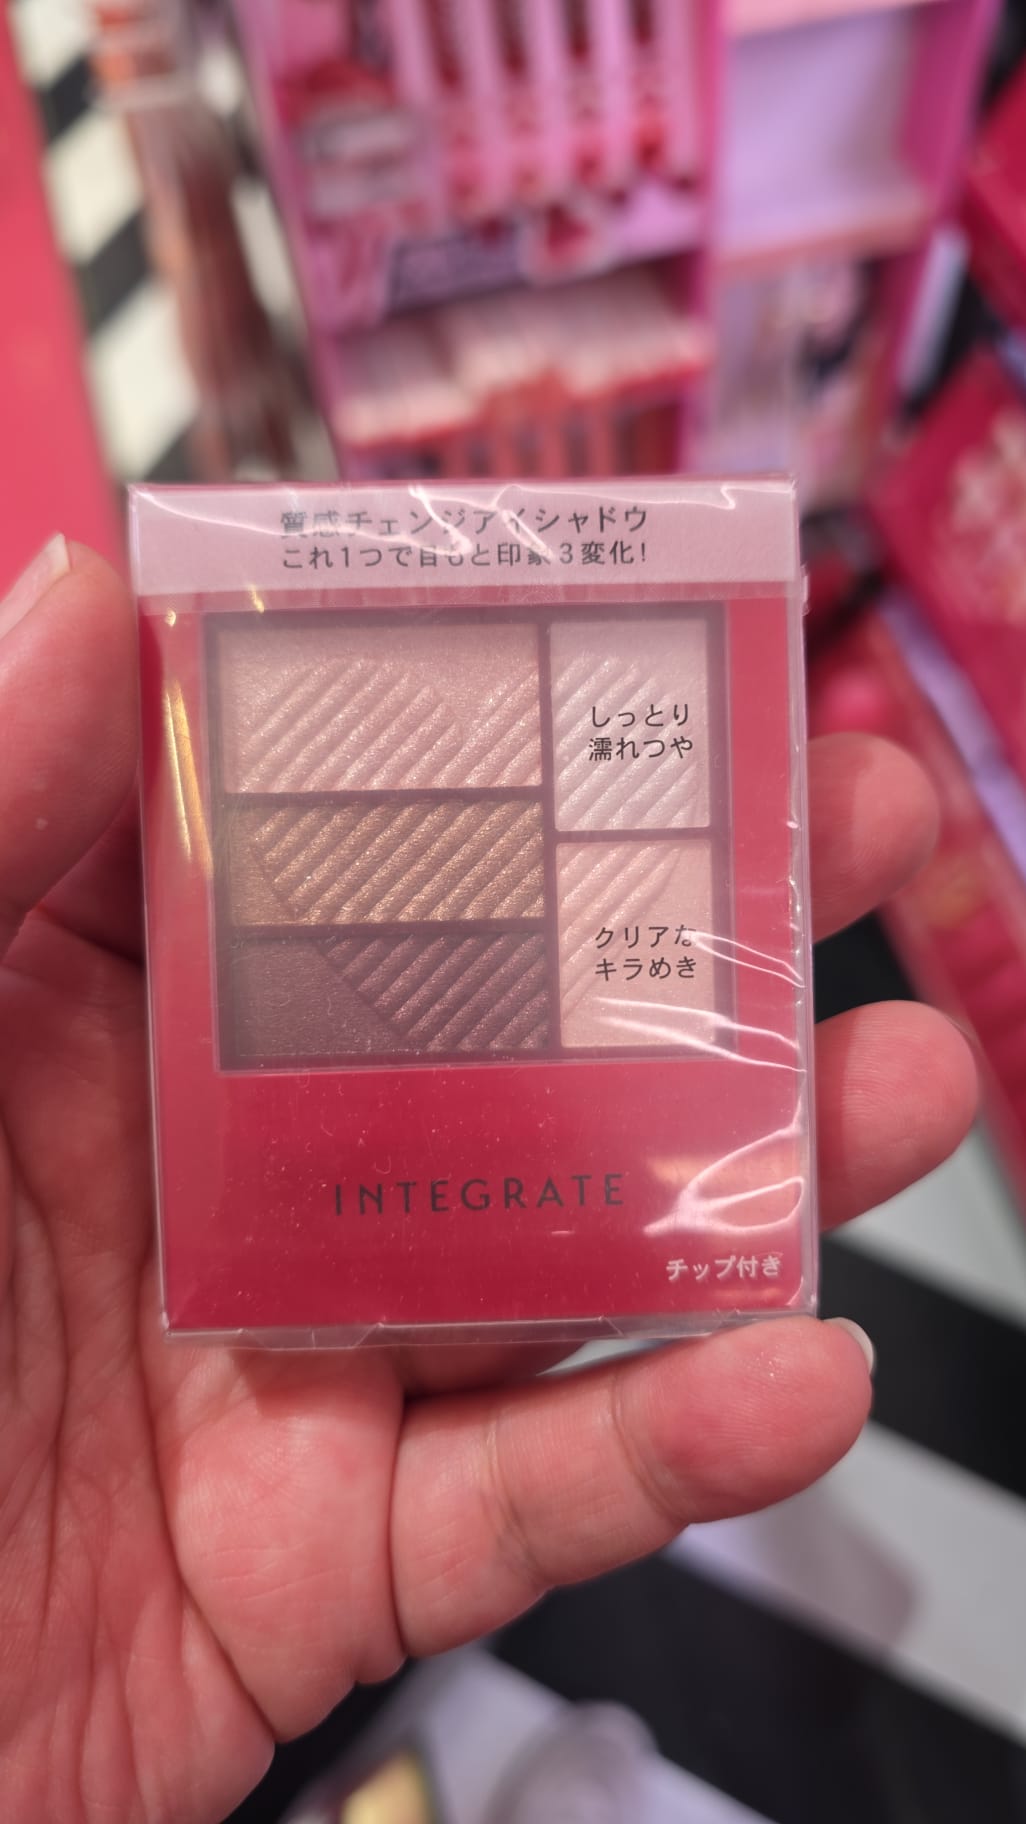 質感チェンジアイシャドウ
これ1つで目もと印象3変化!
しっとり
濡れつや
クリアな
キラめき
INTEGRATE
チップ付き